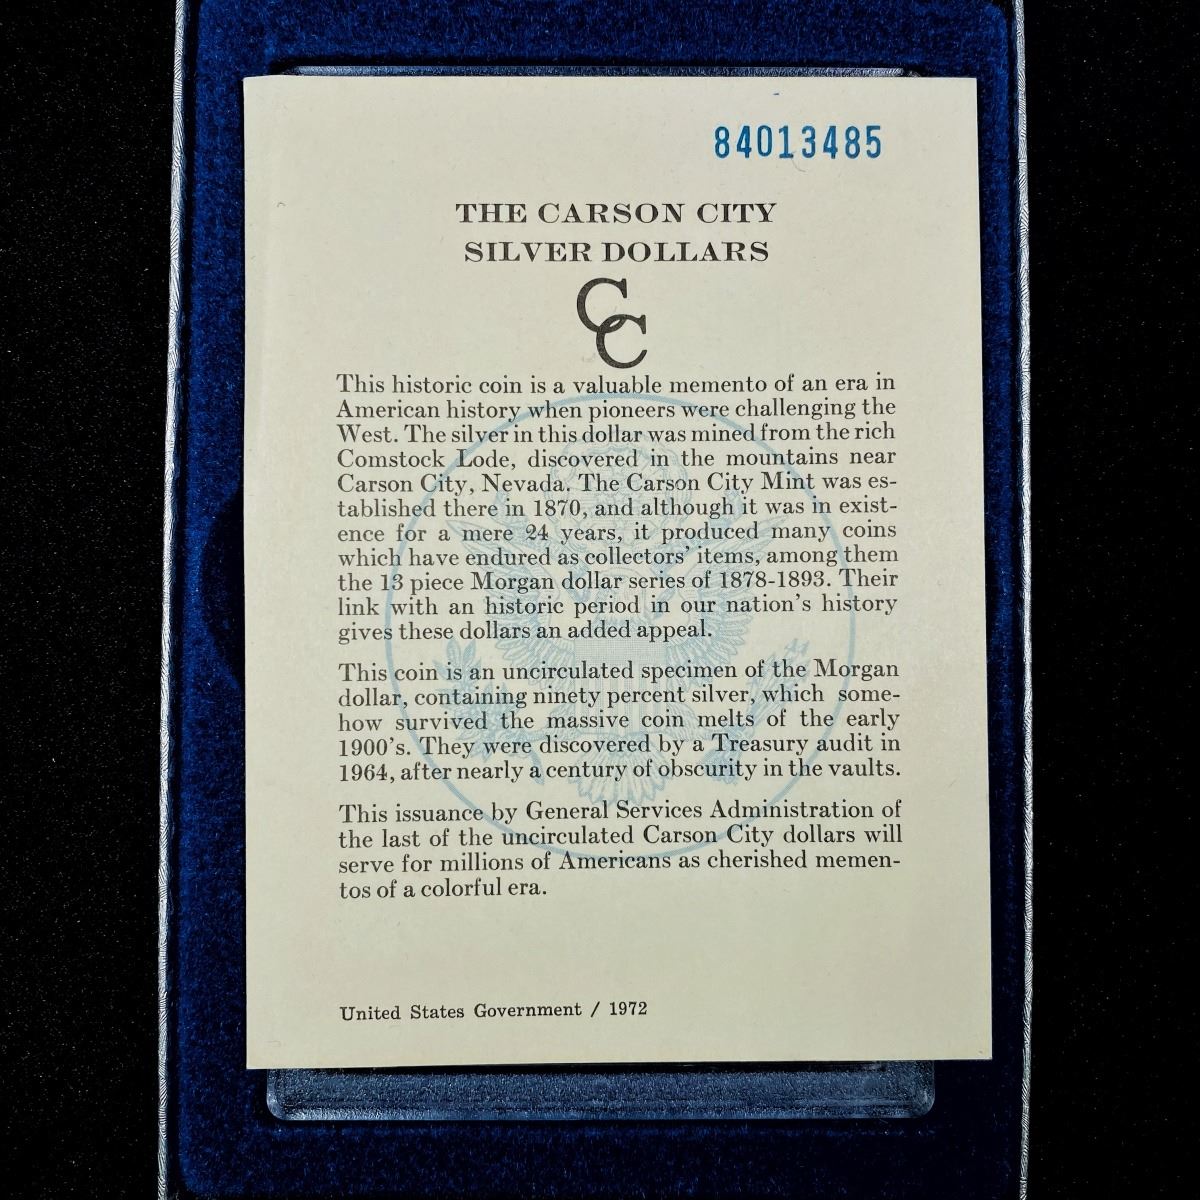 84013485
THE CARSON CITY
SILVER DOLLARS
CC
This historic coin is a valuable memento of an era in
American history when pioneers were challenging the
West. The silver in this dollar was mined from the rich
Comstock Lode, discovered in the mountains near
Carson City, Nevada. The Carson City Mint was es-
tablished there in 1870, and although it was in exist-
ence for a mere 24 years, it produced many coins
which have endured as collectors' items, among them
the 13 piece Morgan dollar series of 1878-1893. Their
link with an historic period in our nation's history
gives these dollars an added appeal.
This coin is an uncirculated specimen of the Morgan
dollar, containing ninety percent silver, which some-
how survived the massive coin melts of the early
1900's. They were discovered by a Treasury audit in
1964, after nearly a century of obscurity in the vaults.
This issuance by General Services Administration of
the last of the uncirculated Carson City dollars will
serve for millions of Americans as cherished memen-
tos of a colorful era.
United States Government / 1972